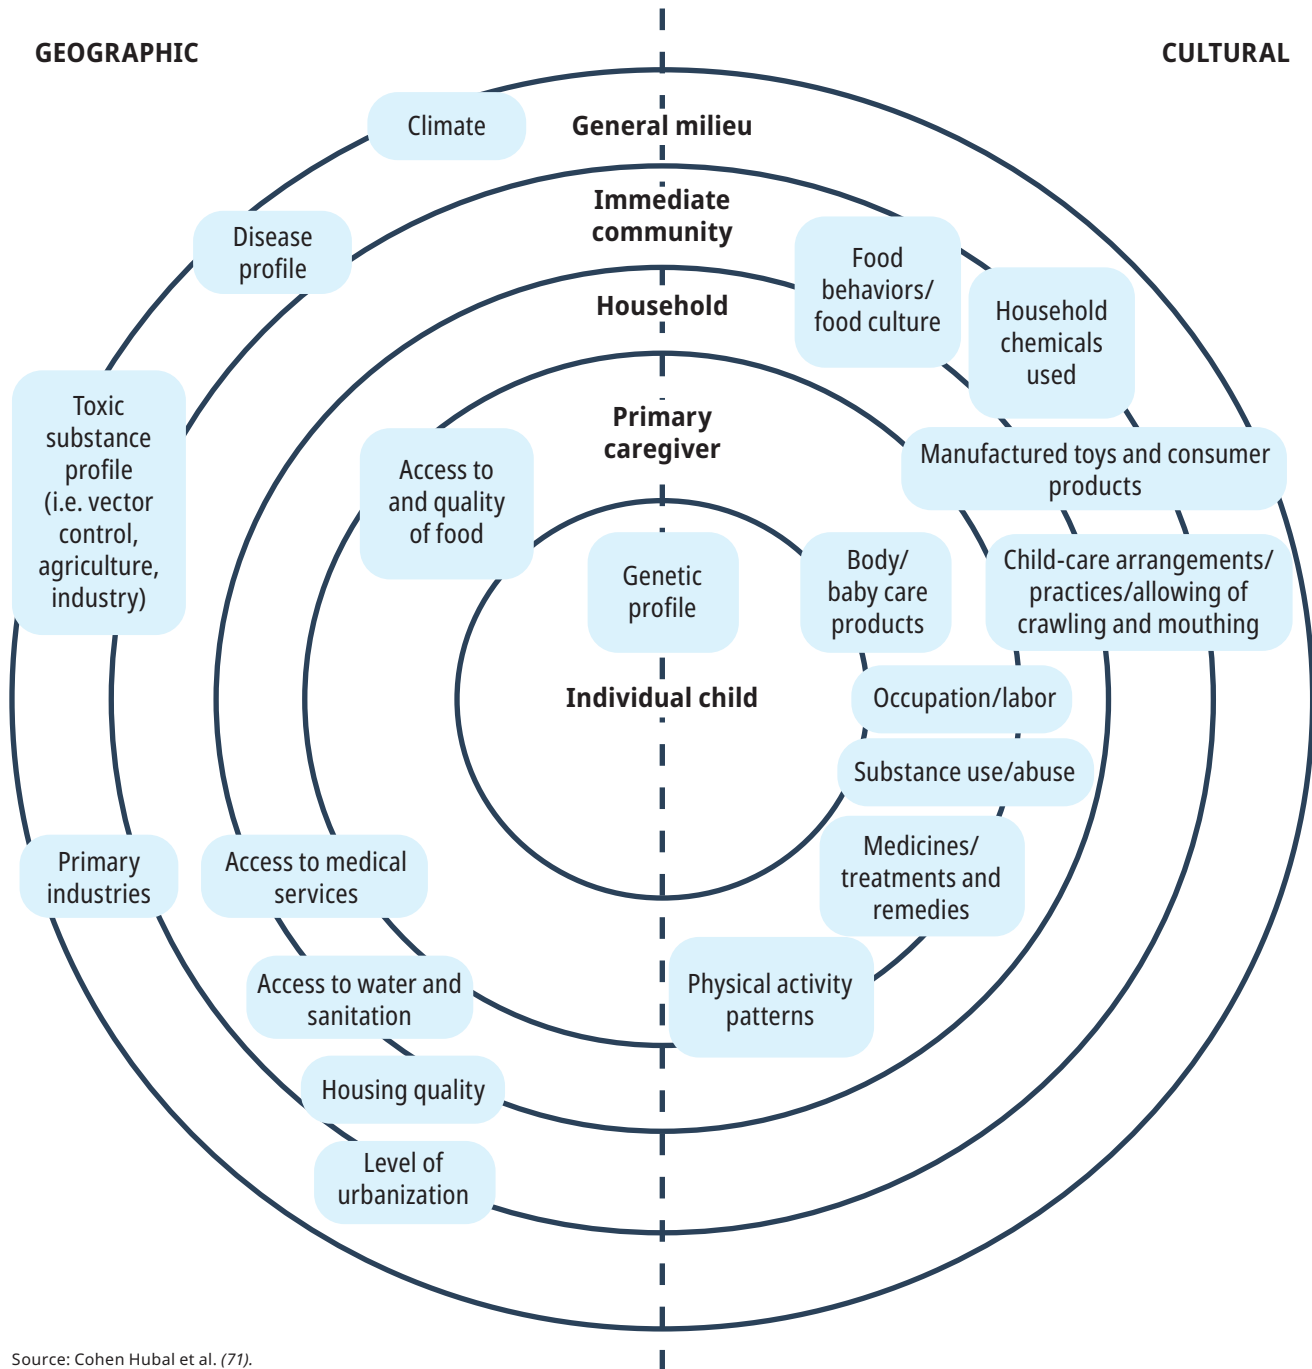 GEOGRAPHIC
CULTURAL
Climate
General milieu
Immediate
community
Disease
profile
Food
behaviors/
food culture
Household
Household
chemicals
used
Toxic
substance
profile
(i.e. vector
control,
agriculture,
industry)
Primary
caregiver
Access to
and quality
of food
Manufactured toys and consumer
products
Genetic
profile
Body/
baby care
products
Child-care arrangements/
practices/allowing of
crawling and mouthing
Individual child
Occupation/labor
Substance use/abuse
Primary
industries
Access to medical
services
Medicines/
treatments and
remedies
Access to water and
sanitation
Physical activity
patterns
Housing quality
Level of
urbanization
Source: Cohen Hubal et al. (71).